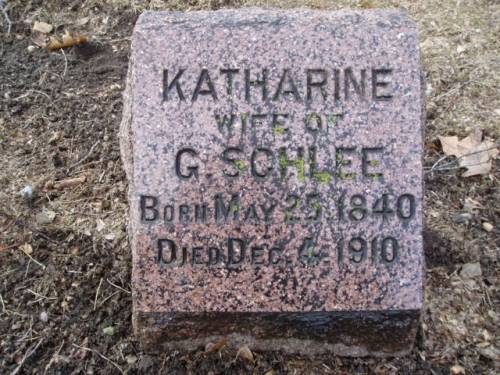 KATHARINE
WIFE OF
G. SCHLEE
BORN MAY 25, 1840
DIED DEC. 4, 1910